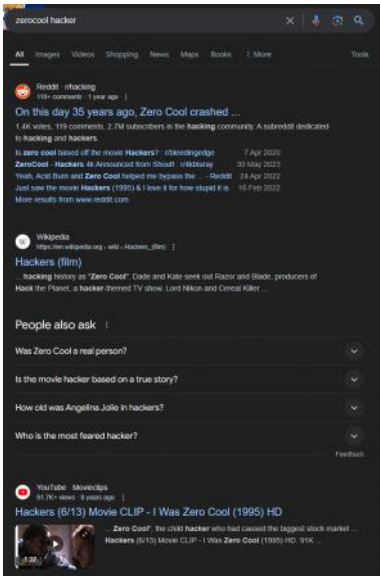 zerocool hacker
All Images Videos Shopping News Maps Books More Tools
Reddit · r/hacking
110+ comments · 1 year ago
On this day 35 years ago, Zero Cool crashed ...
1.4K votes, 119 comments. 2.7M subscribers in the hacking community. A subreddit dedicated
to hacking and hackers.
Is zero cool based off the movie Hackers? : r/bleedingedge 7 Apr 2020
ZeroCool - Hackers 4k Announced from Shout! : r/4kbluray 30 May 2023
Yeah, Acid Burn and Zero Cool helped me bypass the ... - Reddit 24 Apr 2022
Just saw the movie Hackers (1995) & I love it for how stupid it is 16 Feb 2022
More results from www.reddit.com
W
Wikipedia
https://en.wikipedia.org › wiki › Hackers_(film)
Hackers (film)
... hacking history as "Zero Cool". Dade and Kate seek out Razor and Blade, producers of
Hack the Planet, a hacker-themed TV show. Lord Nikon and Cereal Killer ...
People also ask
Was Zero Cool a real person?
Is the movie hacker based on a true story?
How old was Angelina Jolie in hackers?
Who is the most feared hacker?
Feedback
YouTube · Movieclips
91.7K+ views · 8 years ago
Hackers (6/13) Movie CLIP - I Was Zero Cool (1995) HD
... Zero Cool", the child hacker who had caused the biggest stock market ...
Hackers (6/13) Movie CLIP - I Was Zero Cool (1995) HD. 91K ...
1:37